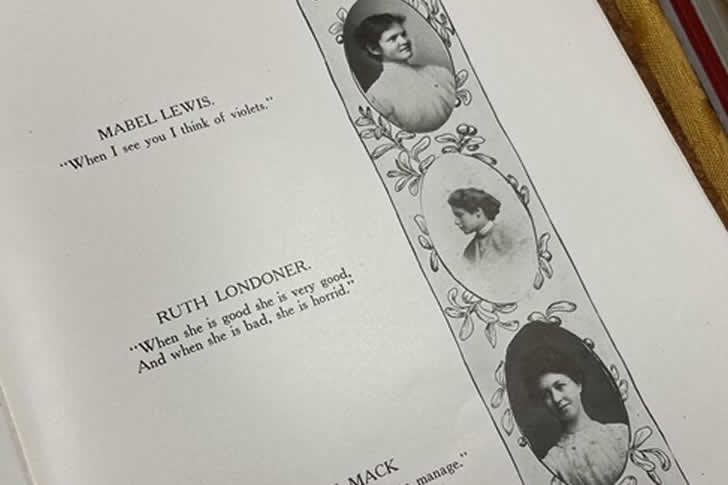 MABEL LEWIS.
"When I see you I think of violets."
RUTH LONDONER.
"When she is good she is very good,
And when she is bad, she is horrid."
MACK
manage."